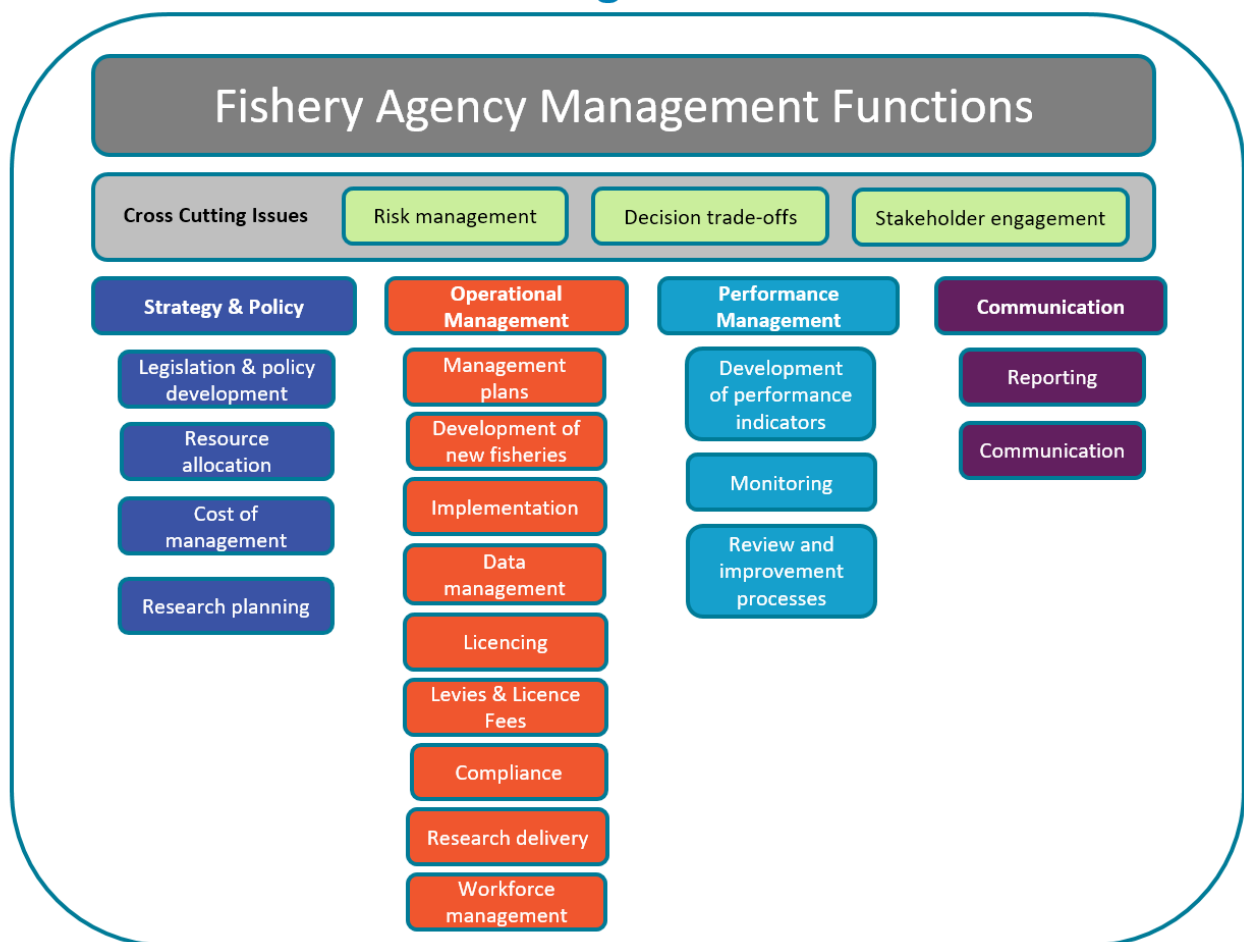 Fishery Agency Management Functions
Cross Cutting Issues
Risk management
Decision trade-offs
Stakeholder engagement
Strategy & Policy
Legislation & policy
development
Resource
allocation
Cost of
management
Research planning
Operational
Management
Management
plans
Development of
new fisheries
Implementation
Data
management
Licencing
Levies & Licence
Fees
Compliance
Research delivery
Workforce
management
Performance
Management
Development
of performance
indicators
Monitoring
Review and
improvement
processes
Communication
Reporting
Communication